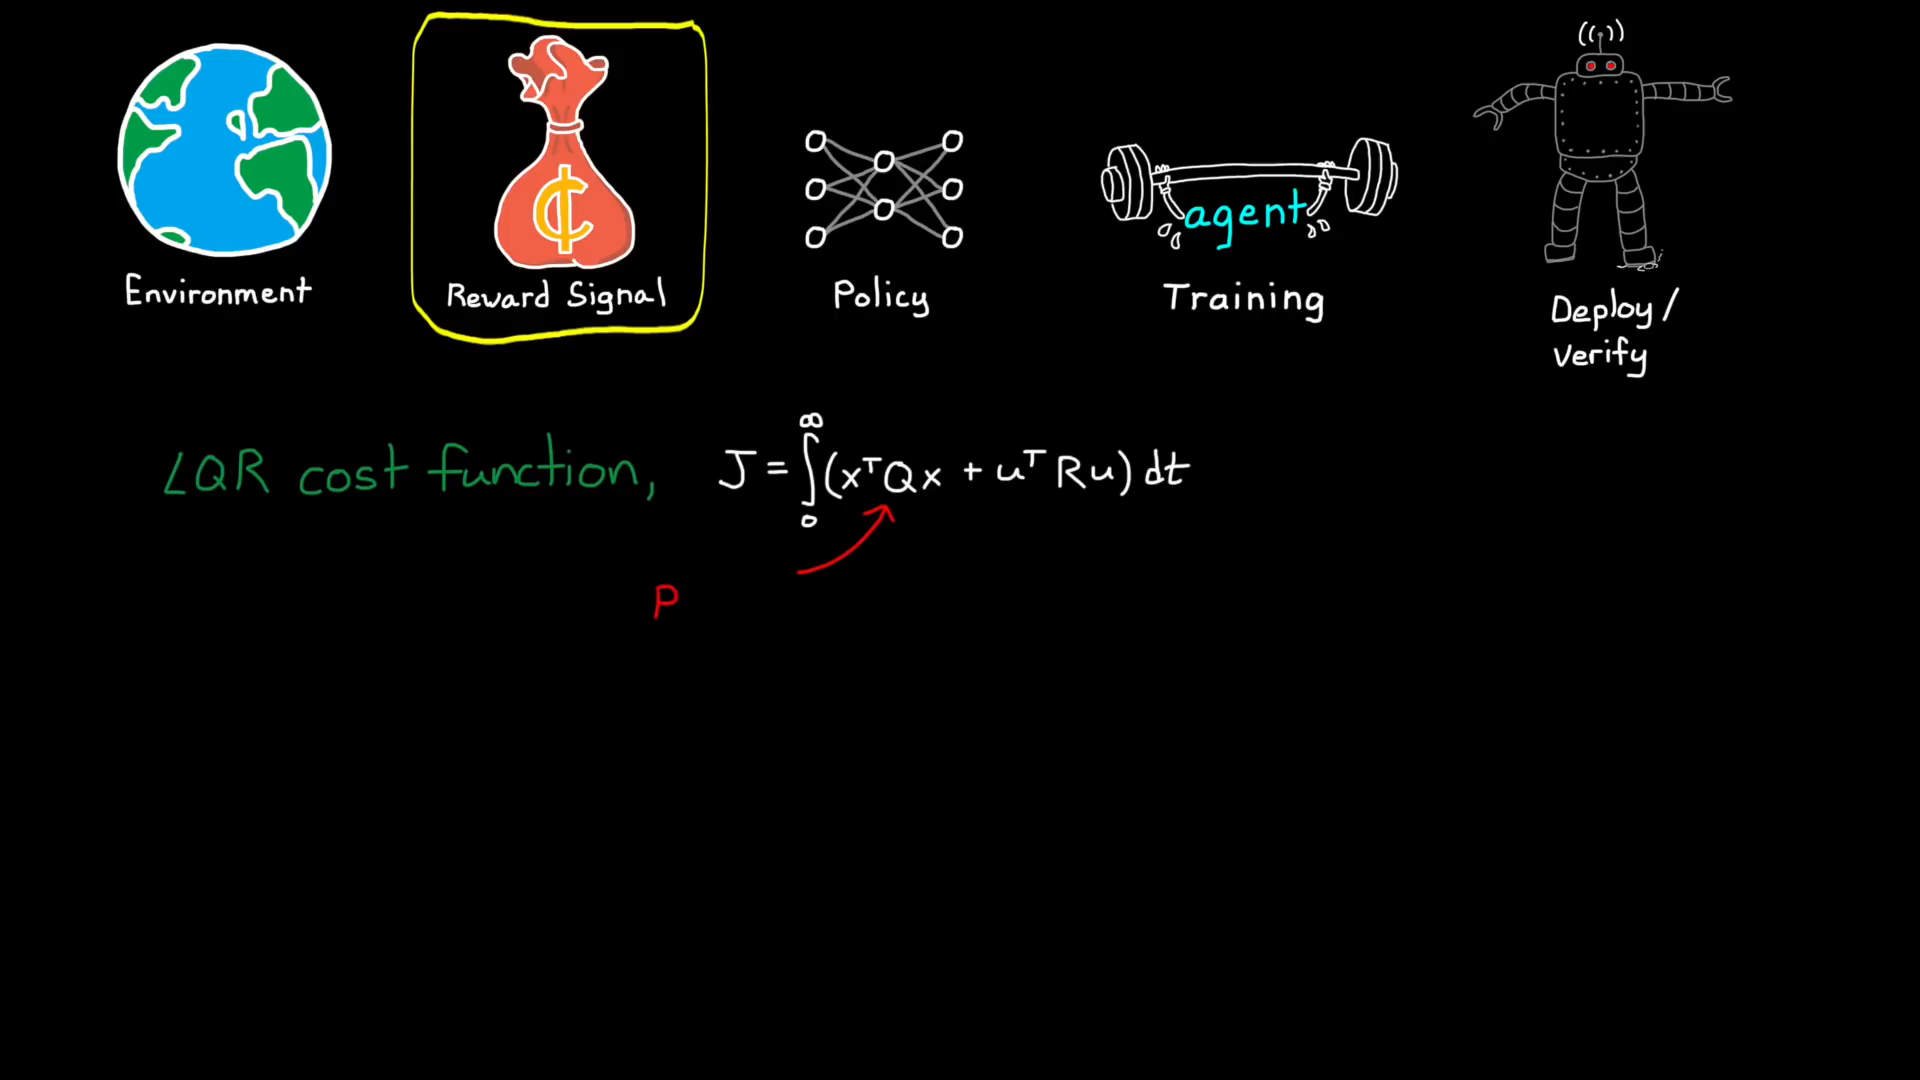 Environment
₵
Reward Signal
Policy
agent
Training
Deploy/
Verify
LQR cost function, J = ∫₀^∞ (xᵀQx + uᵀRu) dt
P